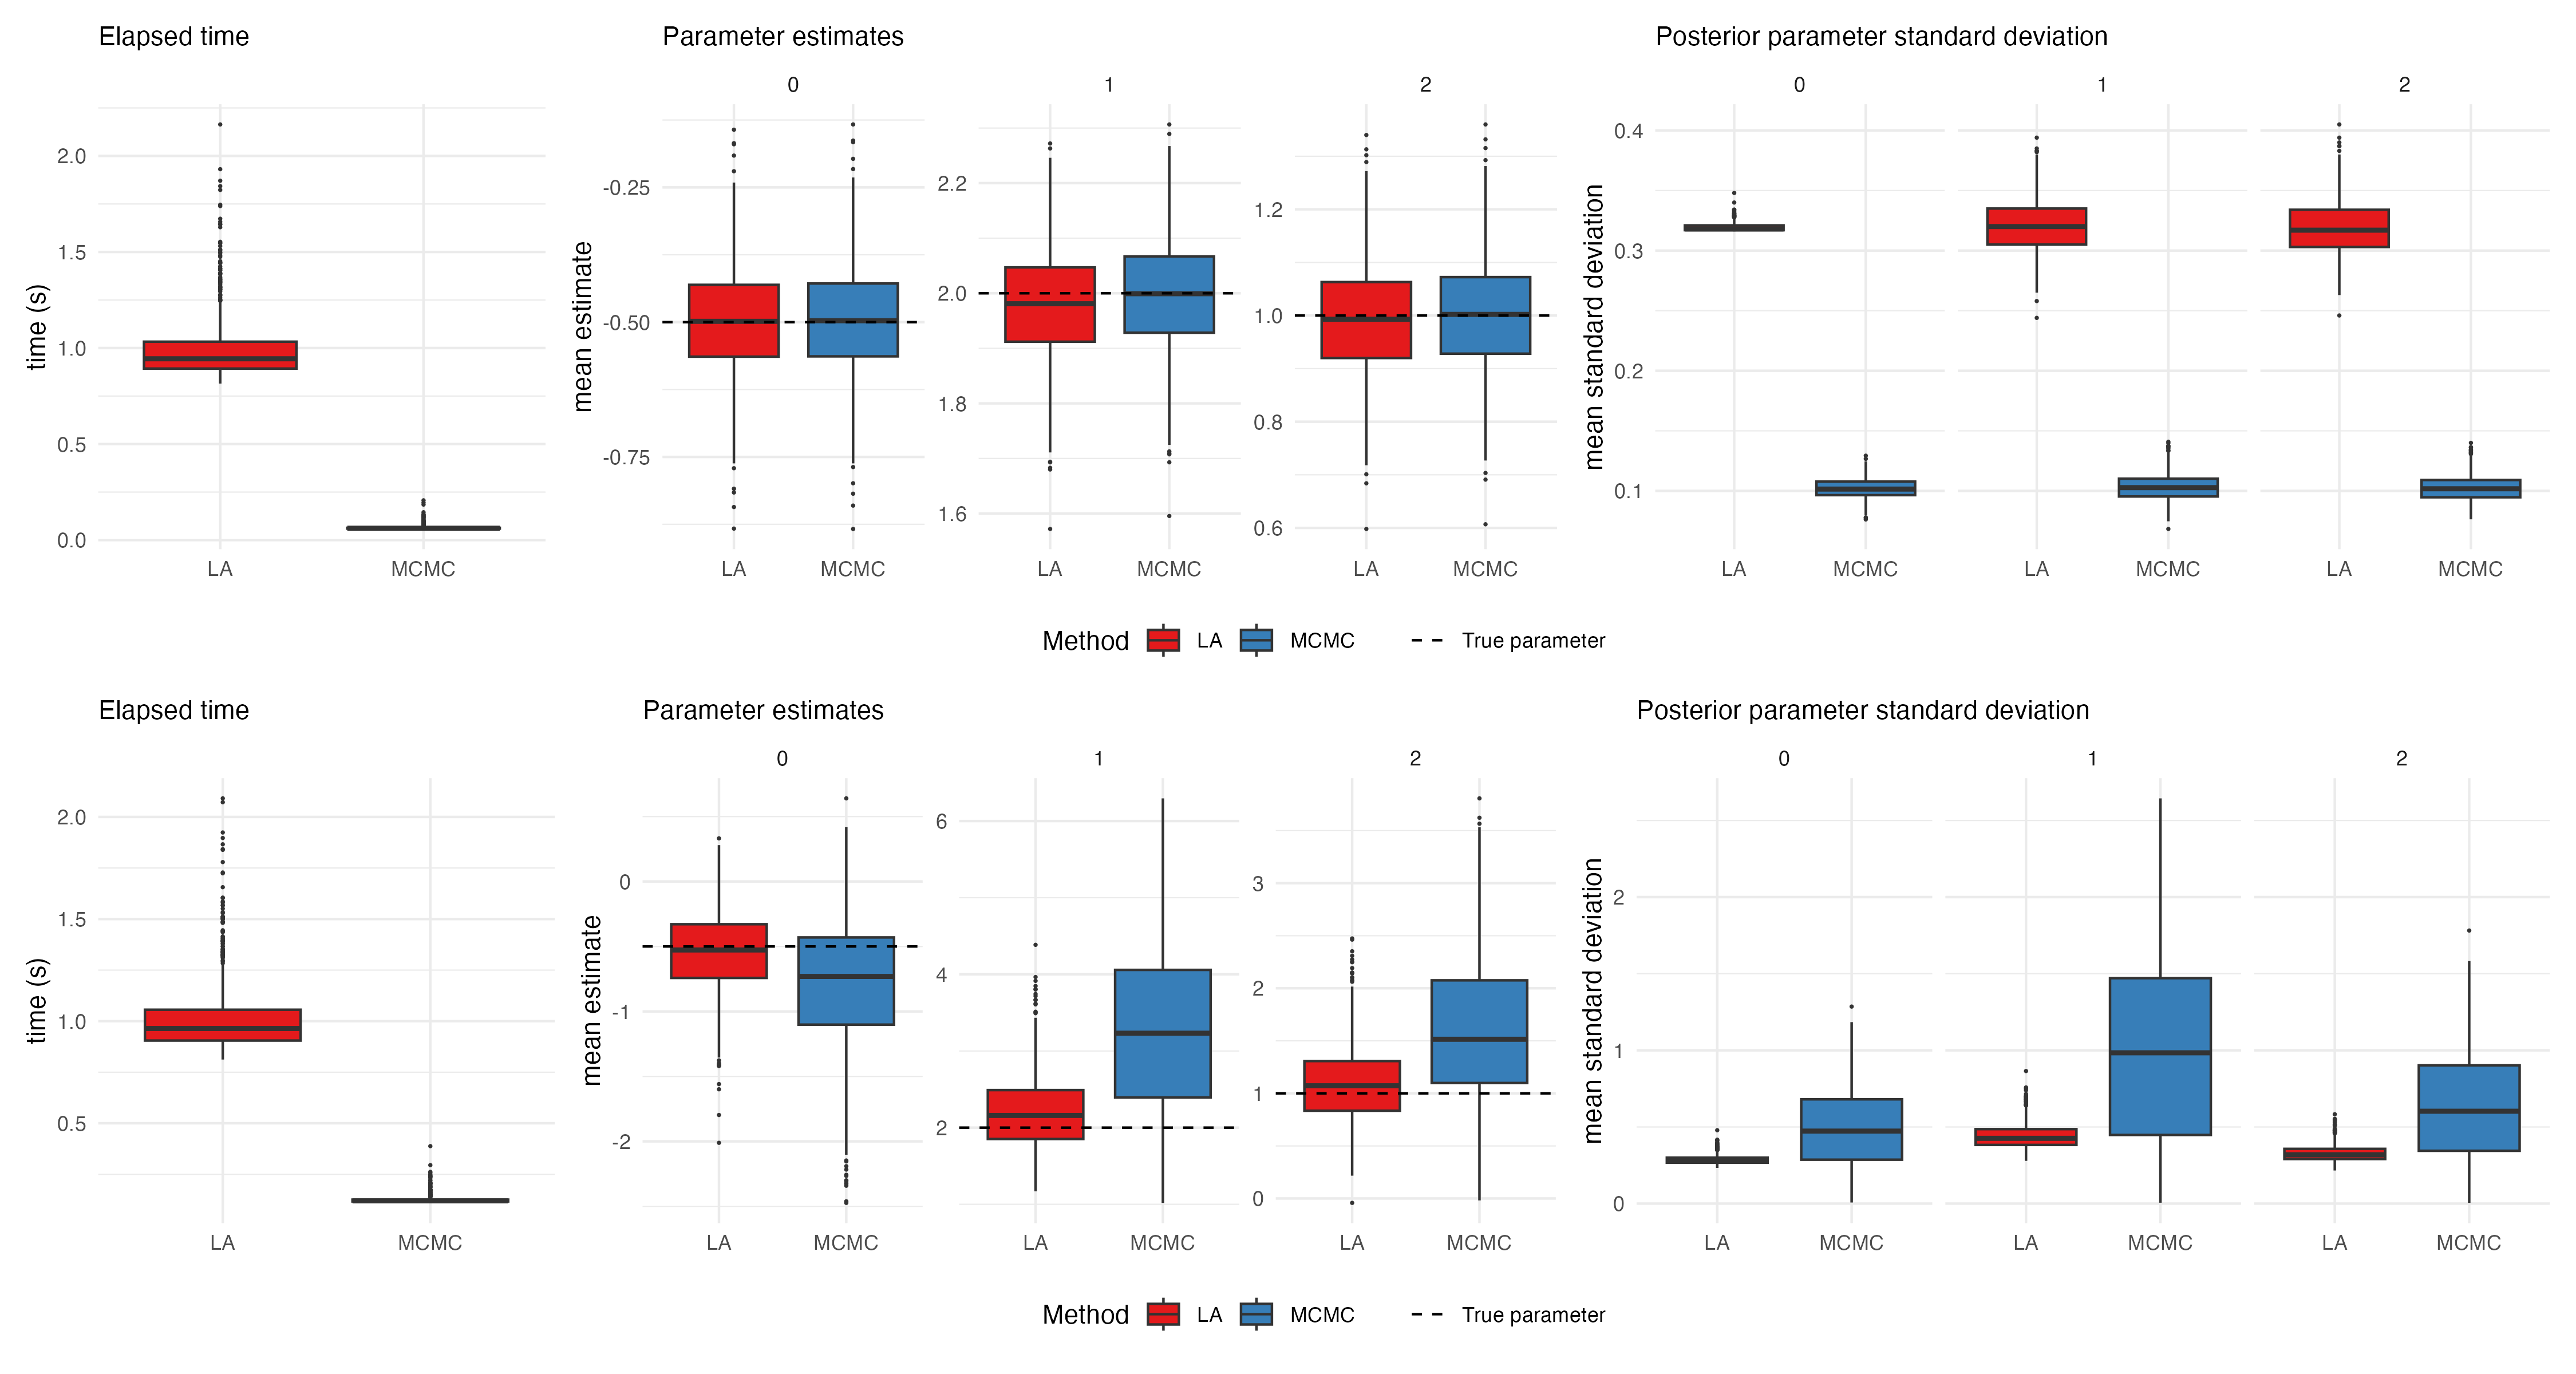 Elapsed time
Parameter estimates
Posterior parameter standard deviation
0
1
2
0
1
2
time (s)
2.0
1.5
1.0
0.5
0.0
LA
MCMC
mean estimate
-0.25
-0.50
-0.75
LA
MCMC
2.2
2.0
1.8
1.6
LA
MCMC
1.2
1.0
0.8
0.6
LA
MCMC
mean standard deviation
0.4
0.3
0.2
0.1
LA
MCMC
LA
MCMC
LA
MCMC
Method LA MCMC True parameter
Elapsed time
Parameter estimates
Posterior parameter standard deviation
0
1
2
0
1
2
time (s)
2.0
1.5
1.0
0.5
LA
MCMC
mean estimate
0
-1
-2
LA
MCMC
6
4
2
LA
MCMC
3
2
1
0
LA
MCMC
mean standard deviation
2
1
0
LA
MCMC
LA
MCMC
LA
MCMC
Method LA MCMC True parameter